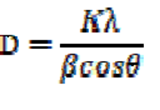 D = Kλ / βcosθ